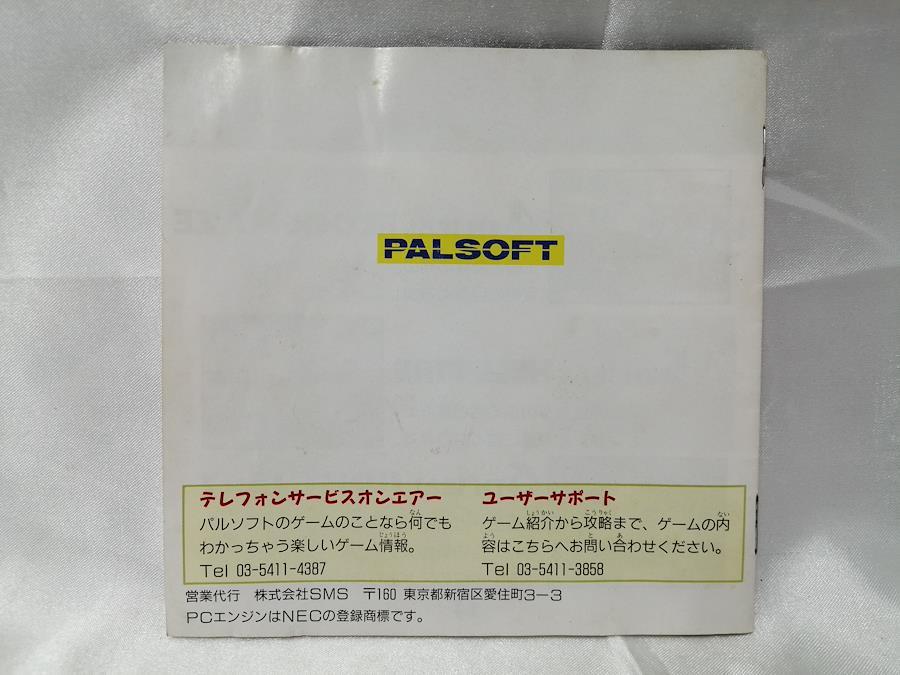 PALSOFT
テレフォンサービスオンエアー
パルソフトのゲームのことなら何でも
わかっちゃう楽しいゲーム情報。
Tel 03-5411-4387
ユーザーサポート
ゲーム紹介から攻略まで、ゲームの内
容はこちらへお問い合わせください。
Tel 03-5411-3858
営業代行 株式会社SMS 〒160 東京都新宿区愛住町3-3
PCエンジンはNECの登録商標です。